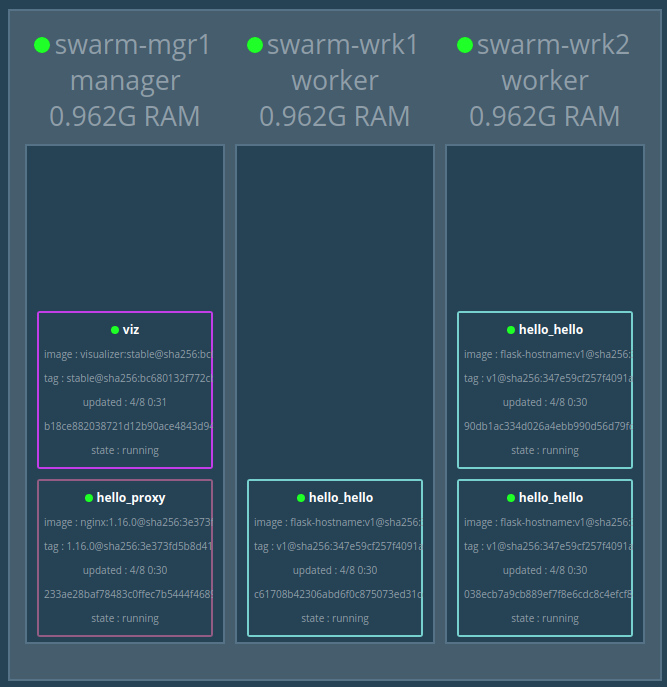 swarm-mgr1
manager
0.962G RAM
viz
image : visualizer:stable@sha256:bc
tag : stable@sha256:bc680132f772c
updated : 4/8 0:31
b18ce882038721d12b90ace4843d94
state : running
hello_proxy
image : nginx:1.16.0@sha256:3e373f
tag : 1.16.0@sha256:3e373fd5b8d41
updated : 4/8 0:30
233ae28baf78483c0ffec7b5444f468
state : running
swarm-wrk1
worker
0.962G RAM
hello_hello
image : flask-hostname:v1@sha256:
tag : v1@sha256:347e59cf257f4091a
updated : 4/8 0:30
c61708b42306abd6f0c875073ed31c
state : running
swarm-wrk2
worker
0.962G RAM
hello_hello
image : flask-hostname:v1@sha256:
tag : v1@sha256:347e59cf257f4091a
updated : 4/8 0:30
90db1ac334d026a4ebb990d56d79f
state : running
hello_hello
image : flask-hostname:v1@sha256:
tag : v1@sha256:347e59cf257f4091a
updated : 4/8 0:30
038ecb7a9cb889ef7f8e6cdc8c4efcf8
state : running